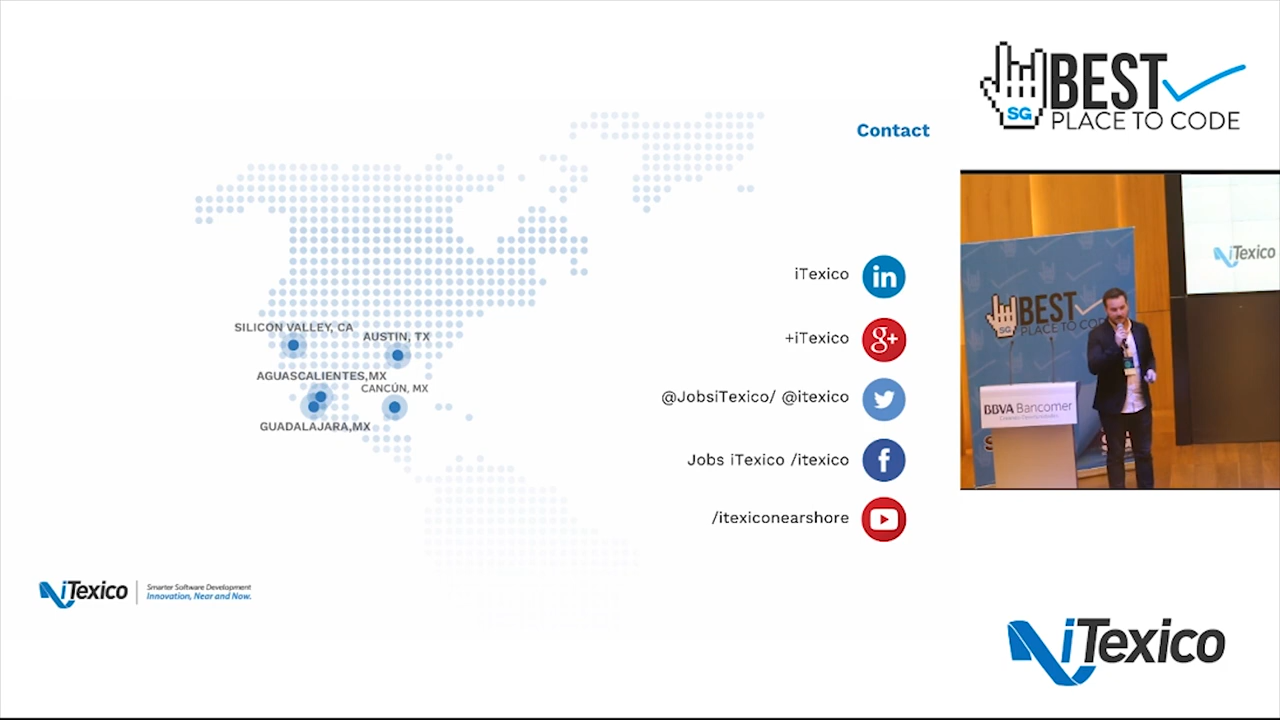 Contact
SILICON VALLEY, CA
AUSTIN, TX
AGUASCALIENTES,MX
CANCÚN, MX
GUADALAJARA,MX
iTexico
+iTexico
@JobsiTexico/ @itexico
Jobs iTexico /itexico
/itexiconearshore
iTexico
Smarter Software Development
Innovation, Near and Now.
SG
BEST
PLACE TO CODE
iTexico
SG
BEST
PLACE TO CODE
BBVA Bancomer
iTexico